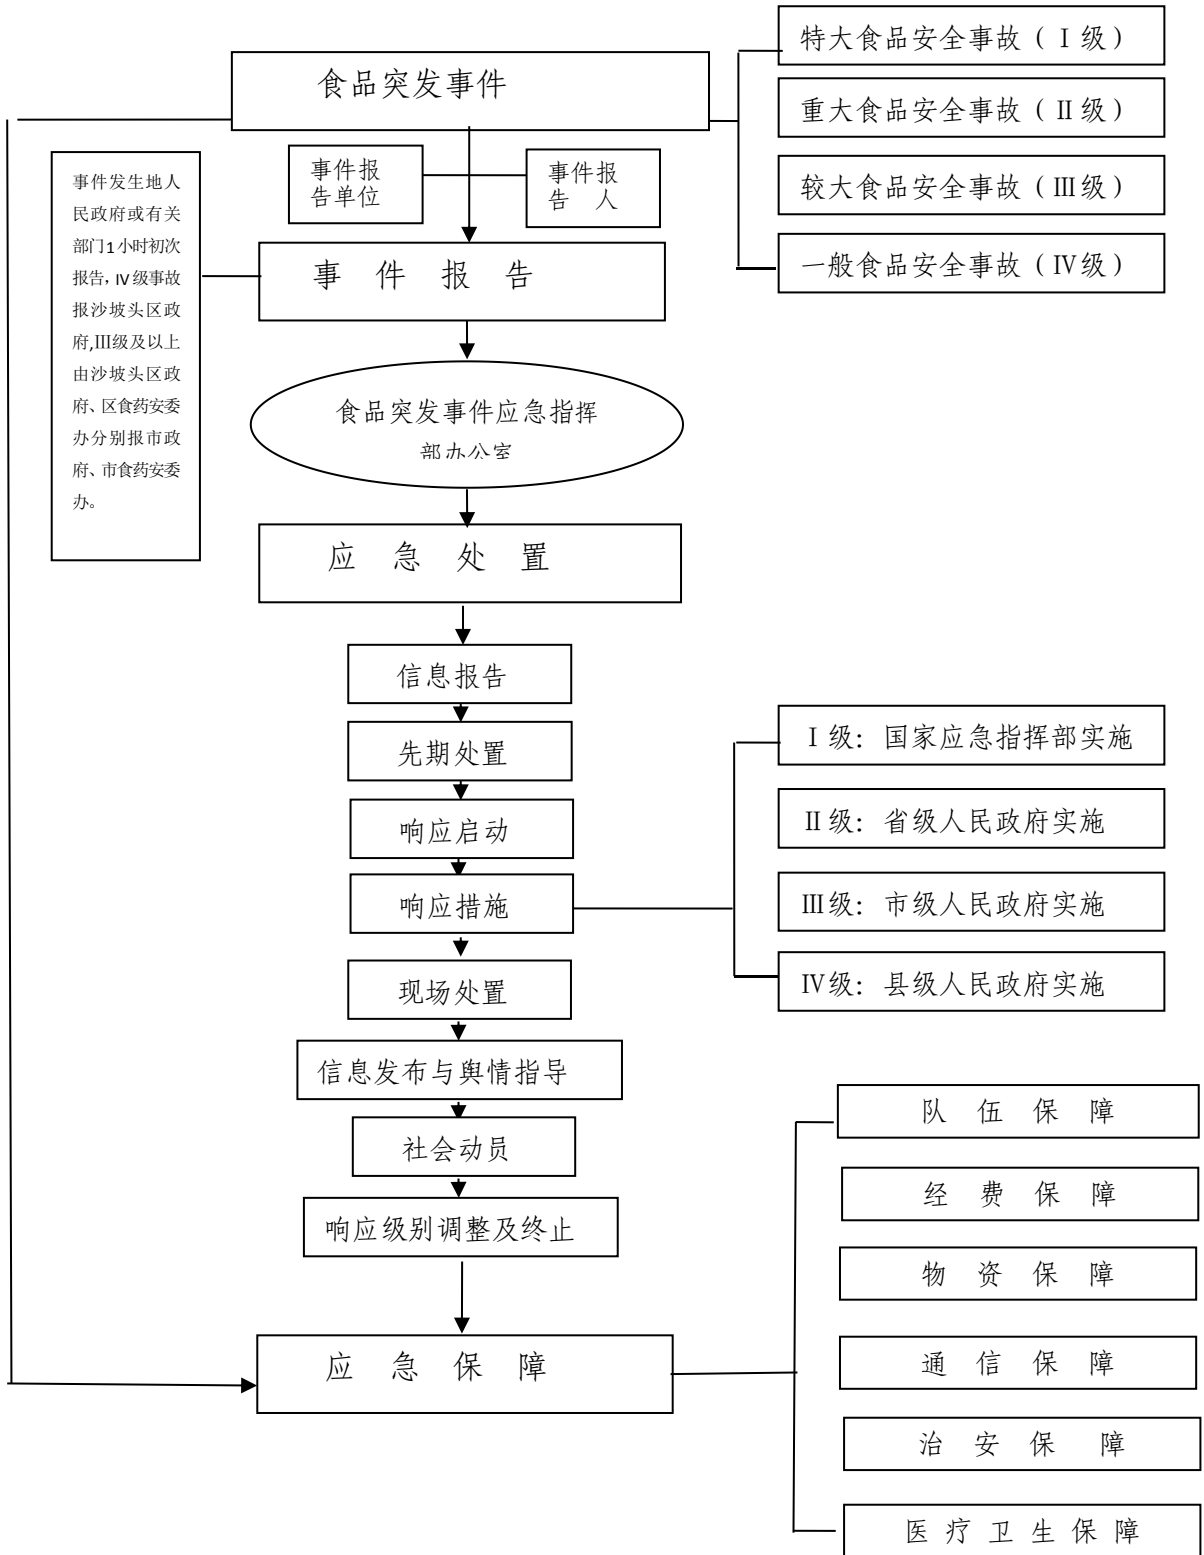 特大食品安全事故（Ⅰ级）
食品突发事件
重大食品安全事故（Ⅱ级）
事件报
告单位
事件报
告 人
较大食品安全事故（Ⅲ级）
一般食品安全事故（Ⅳ级）
事件发生地人
民政府或有关
部门1小时初次
报告，Ⅳ级事故
报沙坡头区政
府,Ⅲ级及以上
由沙坡头区政
府、区食药安委
办分别报市政
府、市食药安委
办。
事 件 报 告
食品突发事件应急指挥
部办公室
应 急 处 置
信息报告
先期处置
响应启动
响应措施
Ⅰ级：国家应急指挥部实施
Ⅱ级：省级人民政府实施
Ⅲ级：市级人民政府实施
Ⅳ级：县级人民政府实施
现场处置
信息发布与舆情指导
社会动员
响应级别调整及终止
应 急 保 障
队 伍 保 障
经 费 保 障
物 资 保 障
通 信 保 障
治 安 保 障
医 疗 卫 生 保 障